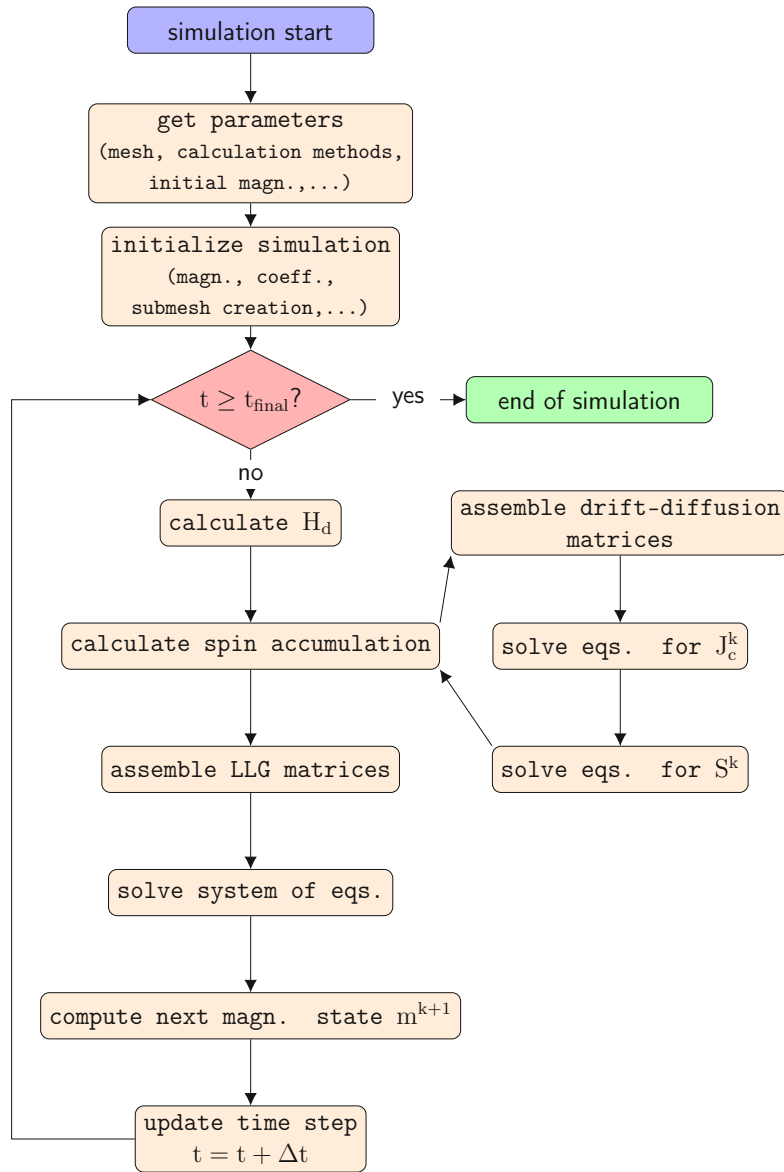 simulation start
get parameters
(mesh, calculation methods,
initial magn.,...)
initialize simulation
(magn., coeff.,
submesh creation,...)
t ≥ t_final?
yes
end of simulation
no
calculate H_d
assemble drift-diffusion
matrices
calculate spin accumulation
solve eqs. for J_c^k
assemble LLG matrices
solve eqs. for S^k
solve system of eqs.
compute next magn. state m^{k+1}
update time step
t = t + Δt